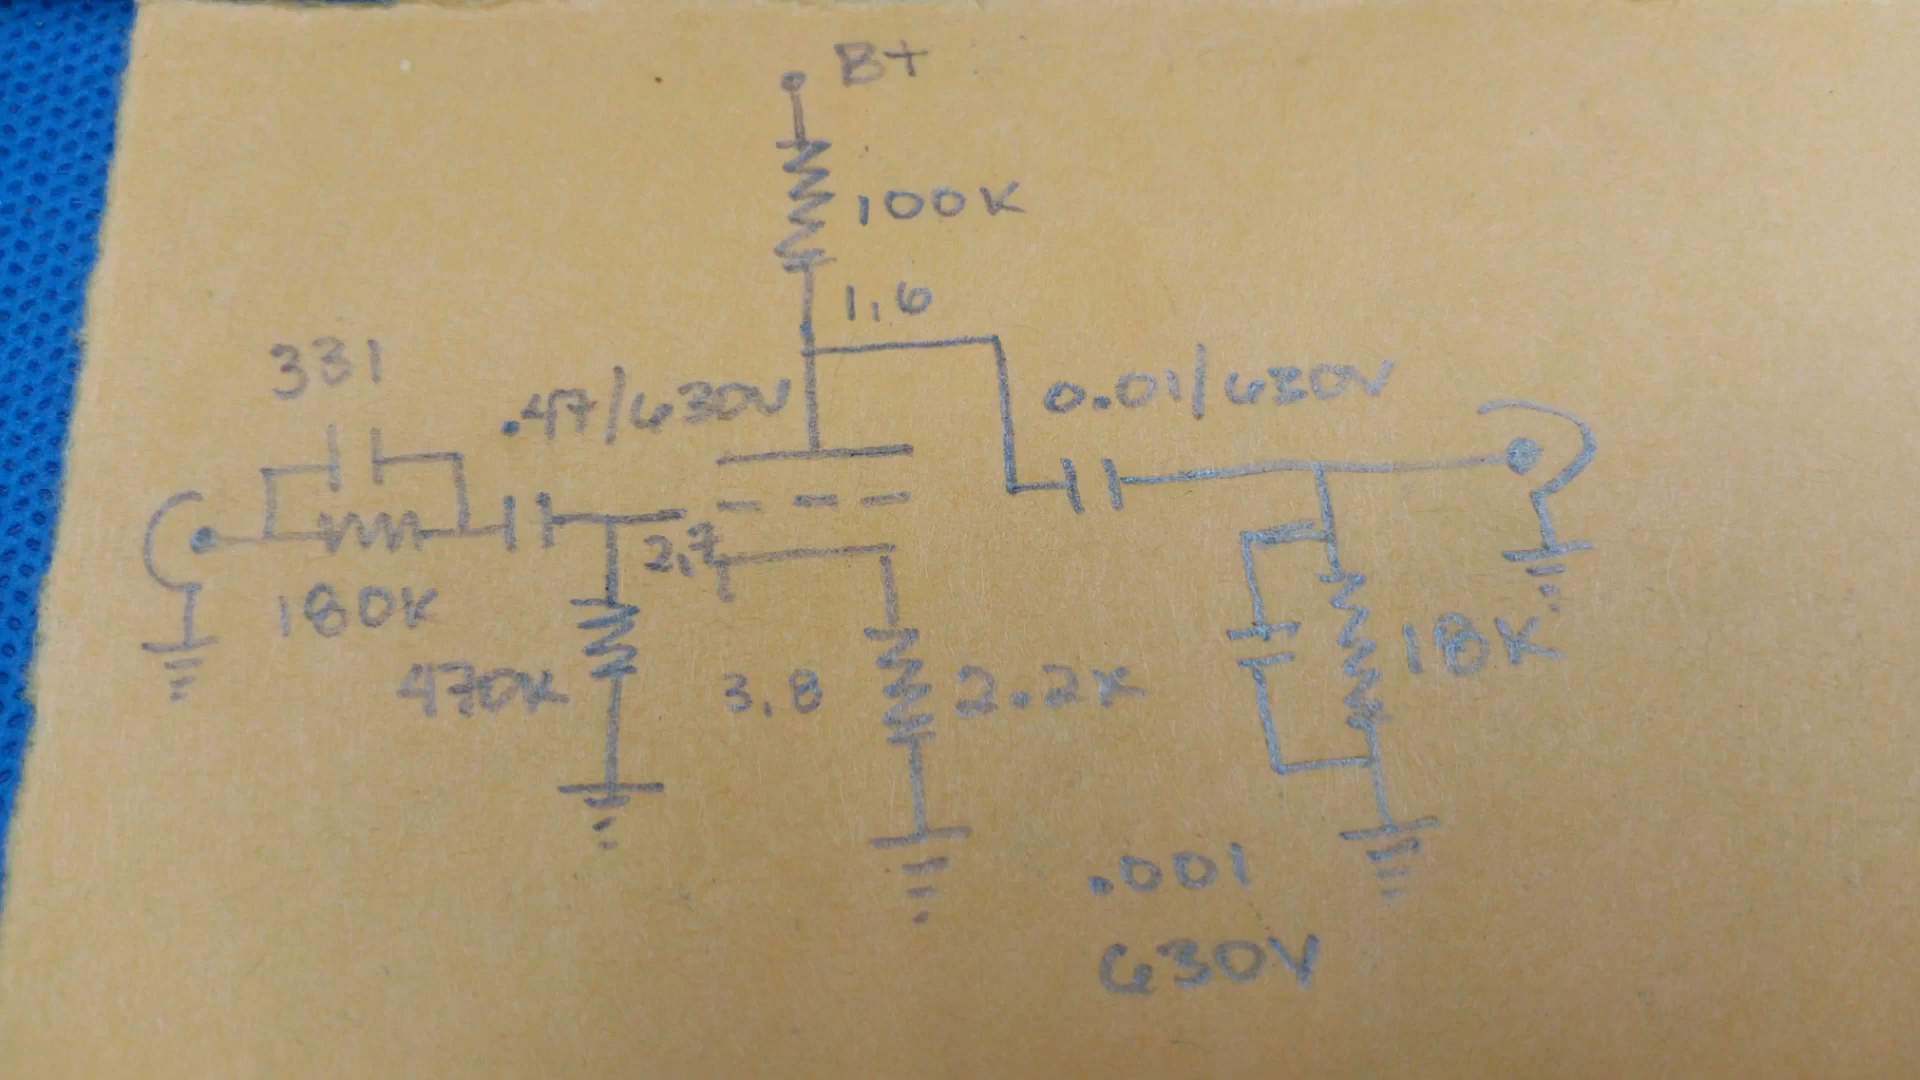 B+
100K
1,6
331
.47/630V
0.01/630V
2,7
180K
470K
3,8
2.2K
18K
.001
630V